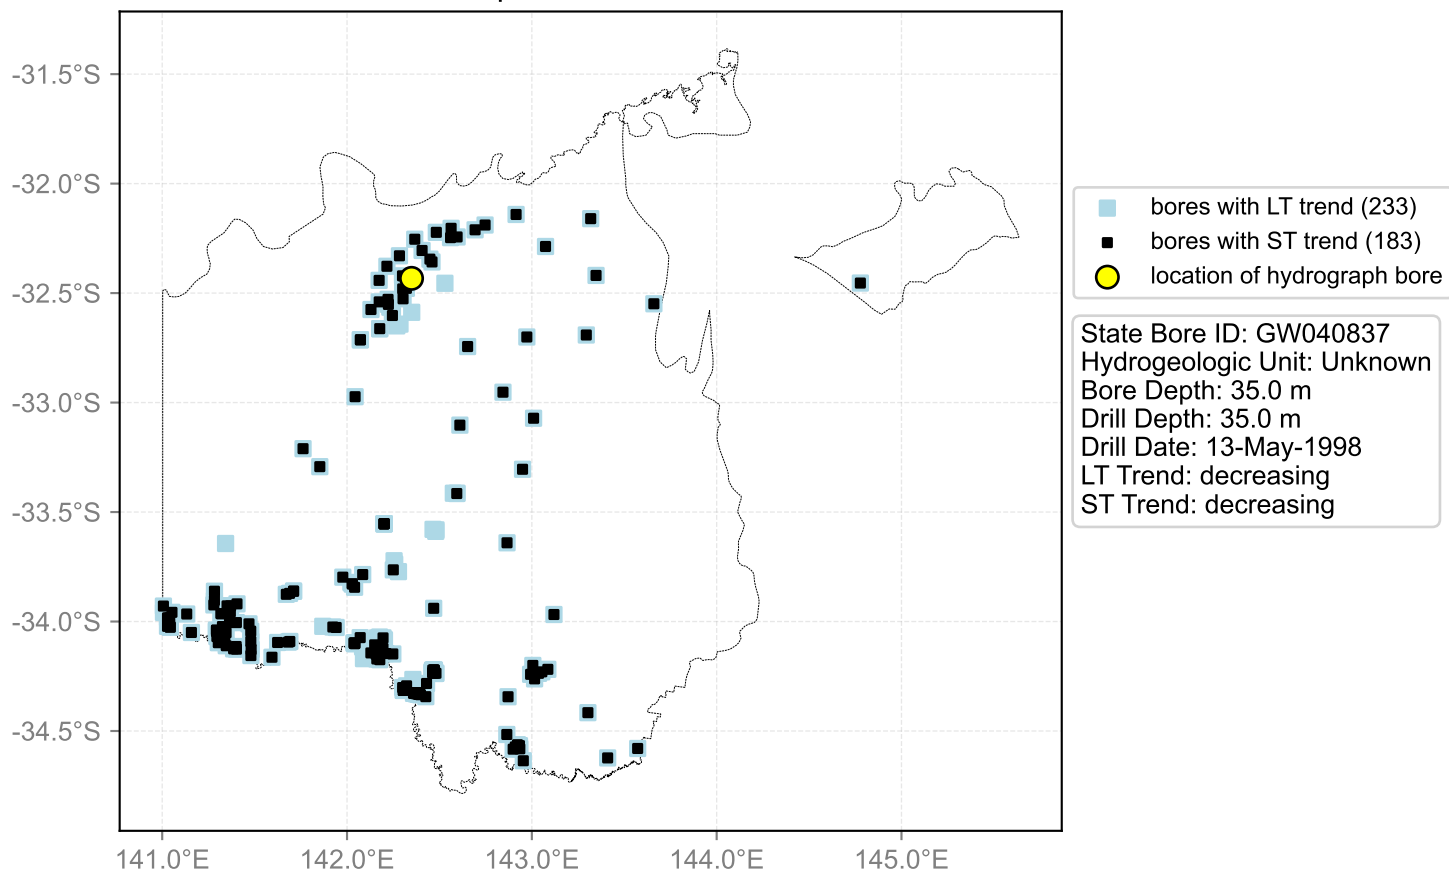 -31.5°S
-32.0°S
-32.5°S
-33.0°S
-33.5°S
-34.0°S
-34.5°S
141.0°E
142.0°E
143.0°E
144.0°E
145.0°E
bores with LT trend (233)
bores with ST trend (183)
location of hydrograph bore
State Bore ID: GW040837
Hydrogeologic Unit: Unknown
Bore Depth: 35.0 m
Drill Depth: 35.0 m
Drill Date: 13-May-1998
LT Trend: decreasing
ST Trend: decreasing